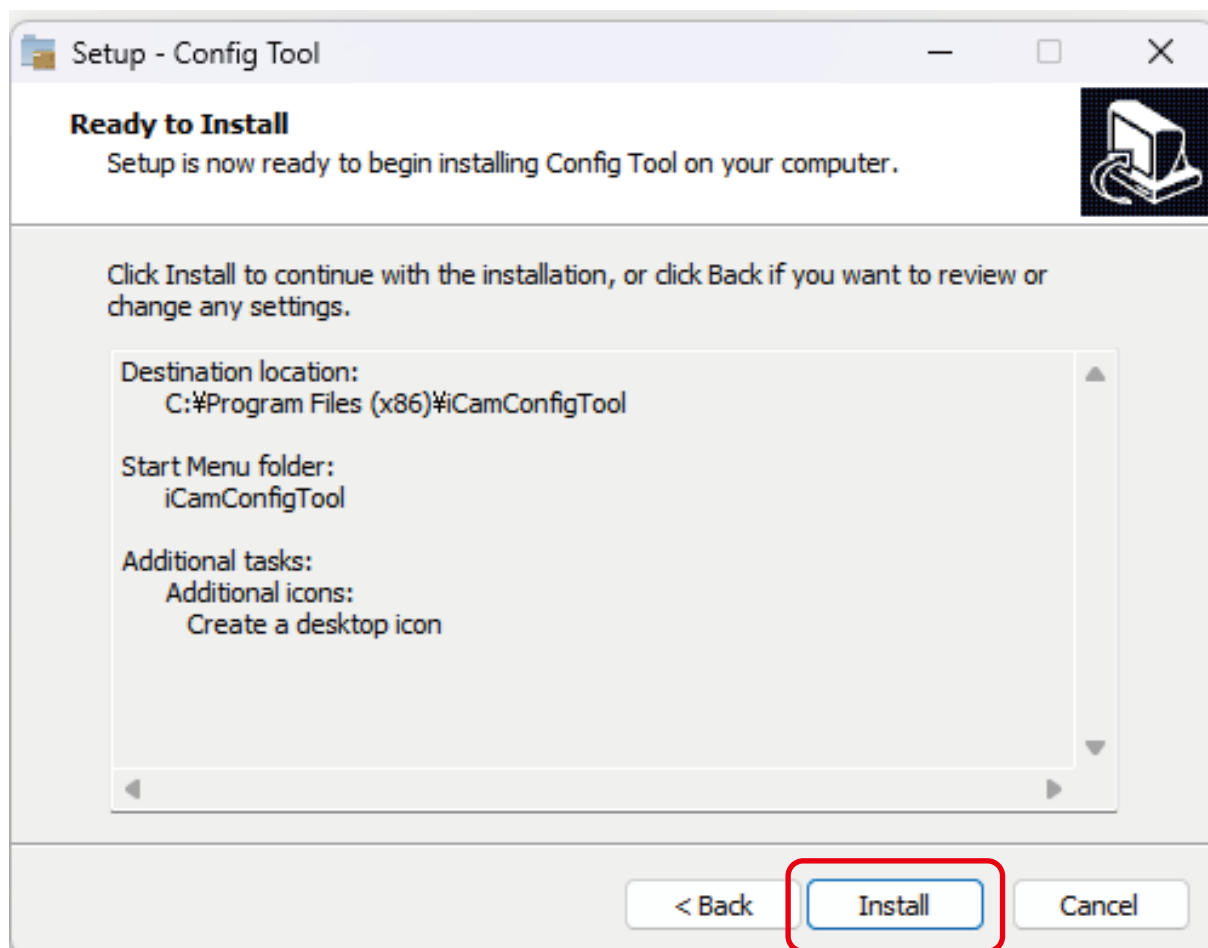 Setup - Config Tool
Ready to Install
Setup is now ready to begin installing Config Tool on your computer.
Click Install to continue with the installation, or click Back if you want to review or
change any settings.
Destination location:
C:¥Program Files (x86)¥iCamConfigTool
Start Menu folder:
iCamConfigTool
Additional tasks:
Additional icons:
Create a desktop icon
< Back
Install
Cancel